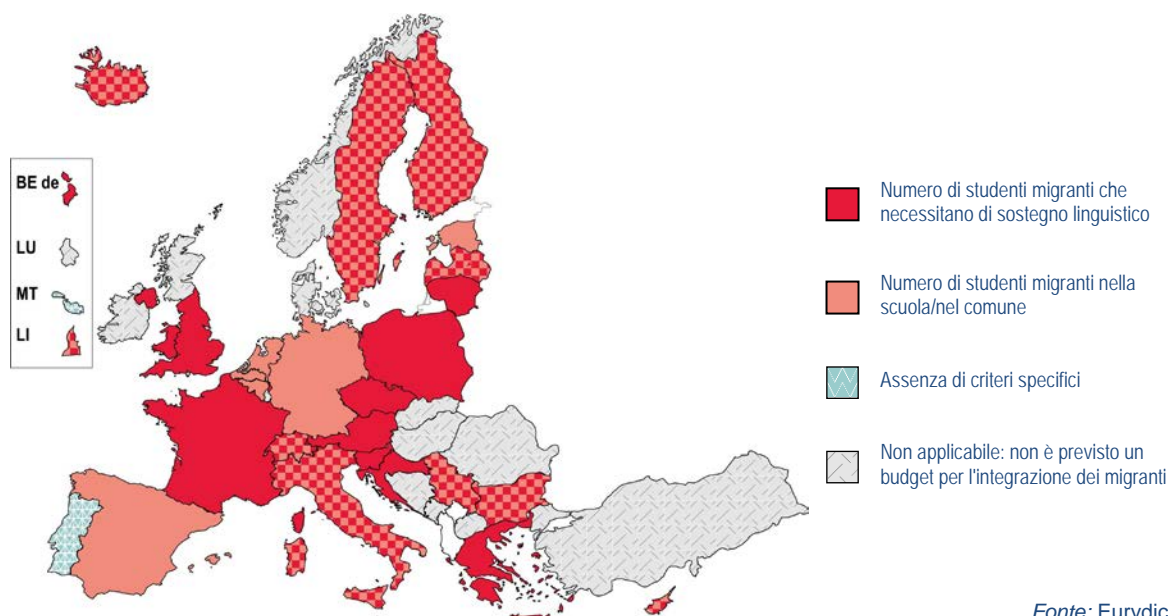 BE de
LU
MT
LI
Numero di studenti migranti che
necessitano di sostegno linguistico
Numero di studenti migranti nella
scuola/nel comune
Assenza di criteri specifici
Non applicabile: non è previsto un
budget per l'integrazione dei migranti
Fonte: Eurydic